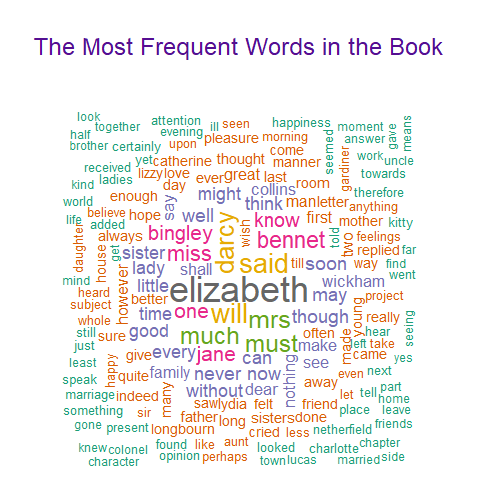 The Most Frequent Words in the Book
look
together
attention
ill
seen
happiness
moment
gave
means
half
evening
answer
brother
certainly
upon
pleasure
morning
seemed
come
received
yet
catherine
thought
manner
gardiner
work
uncle
ladies
lizzy
love
ever
great
last
room
towards
kind
day
might
collins
therefore
world
enough
say
think
man
letter
anything
life
believe
hope
well
darcy
wish
know
first
mother
kitty
added
always
bingley
bennet
told
two
feelings
daughter
house
get
sister
miss
said
till
soon
replied
far
mind
however
lady
shall
way
find
heard
little
elizabeth
wickham
went
subject
better
may
project
whole
time
one
will
mrs
though
young
really
seeing
still
sure
good
much
must
often
made
hear
just
every
jane
can
make
left
take
least
happy
give
see
came
yes
speak
quite
family
never
now
nothing
away
even
next
marriage
indeed
many
without
dear
let
tell
part
something
sir
saw
lydia
felt
friend
place
home
leave
gone
present
father
long
sisters
done
friends
longbourn
cried
less
netherfield
knew
colonel
found
like
aunt
looked
charlotte
chapter
character
opinion
perhaps
town
lucas
married
side